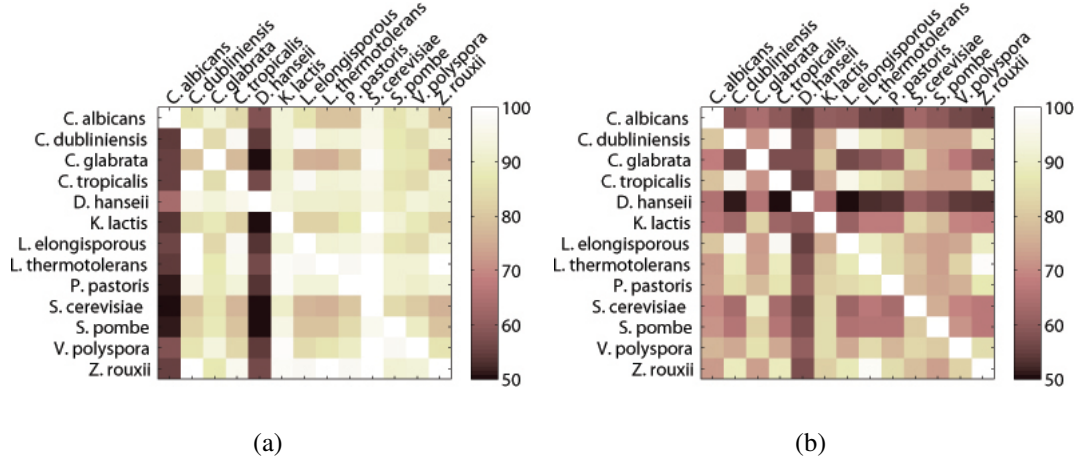 C. albicans
C. dubliniensis
C. glabrata
C. tropicalis
D. hanseii
K. lactis
L. elongisporous
L. thermotolerans
P. pastoris
S. cerevisiae
S. pombe
V. polyspora
Z. rouxii
C. albicans
C. dubliniensis
C. glabrata
C. tropicalis
D. hanseii
K. lactis
L. elongisporous
L. thermotolerans
P. pastoris
S. cerevisiae
S. pombe
V. polyspora
Z. rouxii
100
90
80
70
60
50
(a)
C. albicans
C. dubliniensis
C. glabrata
C. tropicalis
D. hanseii
K. lactis
L. elongisporous
L. thermotolerans
P. pastoris
S. cerevisiae
S. pombe
V. polyspora
Z. rouxii
C. albicans
C. dubliniensis
C. glabrata
C. tropicalis
D. hanseii
K. lactis
L. elongisporous
L. thermotolerans
P. pastoris
S. cerevisiae
S. pombe
V. polyspora
Z. rouxii
100
90
80
70
60
50
(b)